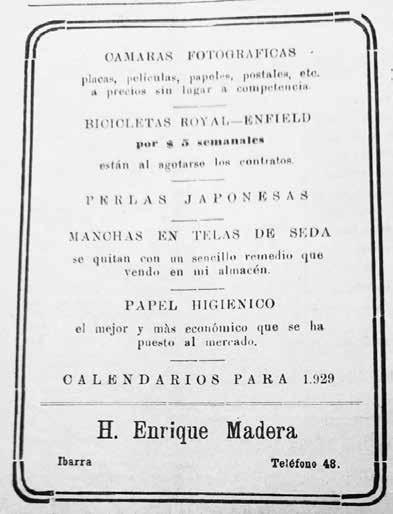 CAMARAS FOTOGRAFICAS
placas, películas, papeles, postales, etc.
a precios sin lugar a competencia.
BICICLETAS ROYAL—ENFIELD
por $ 5 semanales
están al agotarse los contratos.
PERLAS JAPONESAS
MANCHAS EN TELAS DE SEDA
se quitan con un sencillo remedio que
vendo en mi almacén.
PAPEL HIGIENICO
el mejor y màs económico que se ha
puesto al mercado.
CALENDARIOS PARA 1.929
H. Enrique Madera
Ibarra Teléfono 48.